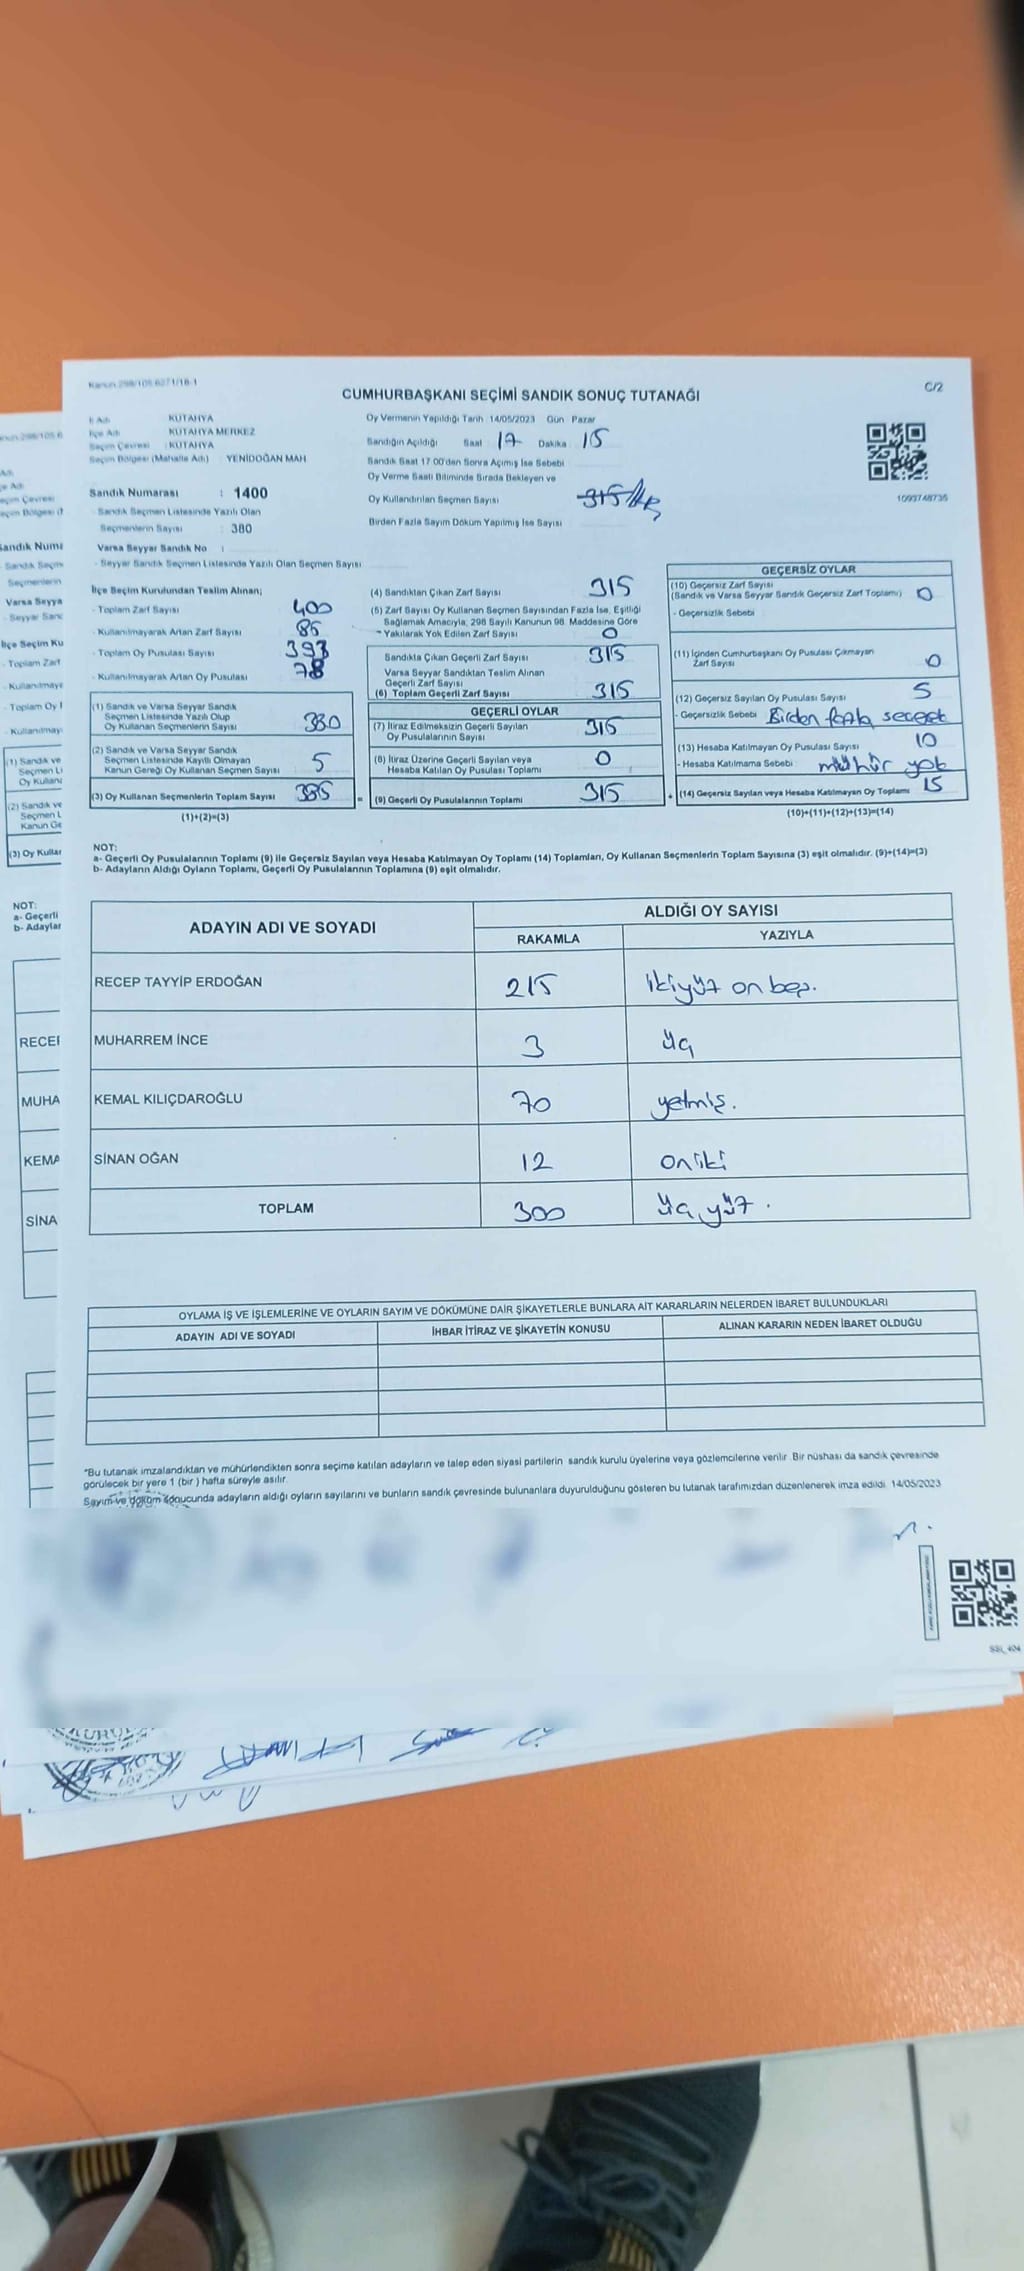 Kanun:298/105.6271/18-1
C/2
CUMHURBAŞKANI SEÇİMİ SANDIK SONUÇ TUTANAĞI
İl Adı : KÜTAHYA
İlçe Adı : KÜTAHYA MERKEZ
Seçim Çevresi : KÜTAHYA
Seçim Bölgesi (Mahalle Adı) : YENİDOĞAN MAH
Oy Vermenin Yapıldığı Tarih 14/05/2023 Gün Pazar
Sandığın Açıldığı Saat 17 Dakika : 15
Sandık Saat 17:00'den Sonra Açılmış İse Sebebi
Oy Verme Saati Bitiminde Sırada Bekleyen ve
Oy Kullandırılan Seçmen Sayısı 315
Birden Fazla Sayım Döküm Yapılmış İse Sayısı
1093748735
Sandık Numarası : 1400
- Sandık Seçmen Listesinde Yazılı Olan
Seçmenlerin Sayısı : 380
Varsa Seyyar Sandık No :
- Seyyar Sandık Seçmen Listesinde Yazılı Olan Seçmen Sayısı
İlçe Seçim Kurulundan Teslim Alınan;
- Toplam Zarf Sayısı 400
- Kullanılmayarak Artan Zarf Sayısı 85
- Toplam Oy Pusulası Sayısı 393
- Kullanılmayarak Artan Oy Pusulası 78
(1) Sandık ve Varsa Seyyar Sandık
Seçmen Listesinde Yazılı Olup
Oy Kullanan Seçmenlerin Sayısı 380
(2) Sandık ve Varsa Seyyar Sandık
Seçmen Listesinde Kayıtlı Olmayan
Kanun Gereği Oy Kullanan Seçmen Sayısı 5
(3) Oy Kullanan Seçmenlerin Toplam Sayısı 385
(1)+(2)=(3)
(4) Sandıktan Çıkan Zarf Sayısı 315
(5) Zarf Sayısı Oy Kullanan Seçmen Sayısından Fazla İse, Eşitliği
Sağlamak Amacıyla, 298 Sayılı Kanunun 98. Maddesine Göre
Yakılarak Yok Edilen Zarf Sayısı 0
Sandıkta Çıkan Geçerli Zarf Sayısı 315
Varsa Seyyar Sandıktan Teslim Alınan
Geçerli Zarf Sayısı
(6) Toplam Geçerli Zarf Sayısı 315
GEÇERLİ OYLAR
(7) İtiraz Edilmeksizin Geçerli Sayılan
Oy Pusulalarının Sayısı 315
(8) İtiraz Üzerine Geçerli Sayılan veya
Hesaba Katılan Oy Pusulası Toplamı 0
(9) Geçerli Oy Pusulalarının Toplamı 315
GEÇERSİZ OYLAR
(10) Geçersiz Zarf Sayısı
(Sandık ve Varsa Seyyar Sandık Geçersiz Zarf Toplamı) 0
- Geçersizlik Sebebi
(11) İçinden Cumhurbaşkanı Oy Pusulası Çıkmayan
Zarf Sayısı 0
(12) Geçersiz Sayılan Oy Pusulası Sayısı 5
- Geçersizlik Sebebi Birden fazla
(13) Hesaba Katılmayan Oy Pusulası Sayısı 10
- Hesaba Katılmama Sebebi : mühür yok
(14) Geçersiz Sayılan veya Hesaba Katılmayan Oy Toplamı 15
(10)+(11)+(12)+(13)=(14)
NOT:
a- Geçerli Oy Pusulalarının Toplamı (9) ile Geçersiz Sayılan veya Hesaba Katılmayan Oy Toplamı (14) Toplamları, Oy Kullanan Seçmenlerin Toplam Sayısına (3) eşit olmalıdır. (9)+(14)=(3)
b- Adayların Aldığı Oyların Toplamı, Geçerli Oy Pusulalarının Toplamına (9) eşit olmalıdır.
ADAYIN ADI VE SOYADI
ALDIĞI OY SAYISI
RAKAMLA YAZIYLA
RECEP TAYYİP ERDOĞAN 215 ikiyüz on beş.
MUHARREM İNCE 3 üç
KEMAL KILIÇDAROĞLU 70 yetmiş.
SİNAN OĞAN 12 oniki
TOPLAM 300 üç yüz.
OYLAMA İŞ VE İŞLEMLERİNE VE OYLARIN SAYIM VE DÖKÜMÜNE DAİR ŞİKAYETLERLE BUNLARA AİT KARARLARIN NELERDEN İBARET BULUNDUKLARI
ADAYIN ADI VE SOYADI İHBAR İTİRAZ VE ŞİKAYETİN KONUSU ALINAN KARARIN NEDEN İBARET OLDUĞU
*Bu tutanak imzalandıktan ve mühürlendikten sonra seçime katılan adayların ve talep eden siyasi partilerin sandık kurulu üyelerine veya gözlemcilerine verilir. Bir nüshası da sandık çevresinde
görülecek bir yere 1 (bir) hafta süreyle asılır.
Sayım ve döküm sonucunda adayların aldığı oyların sayılarını ve bunların sandık çevresinde bulunanlara duyurulduğunu gösteren bu tutanak tarafımızdan düzenlenerek imza edildi. 14/05/2023